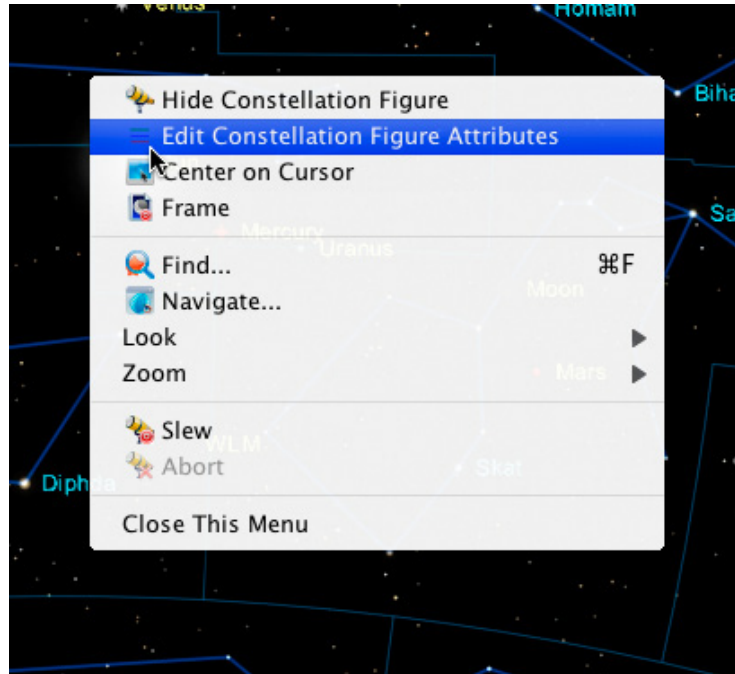 Venus
Homam
Hide Constellation Figure
Biha
Edit Constellation Figure Attributes
Center on Cursor
Frame
Sa
Mercury
Uranus
Find... ⌘F
Moon
Navigate...
Look
Zoom
Mars
Slew
WLM
Abort
Skat
Diphda
Close This Menu